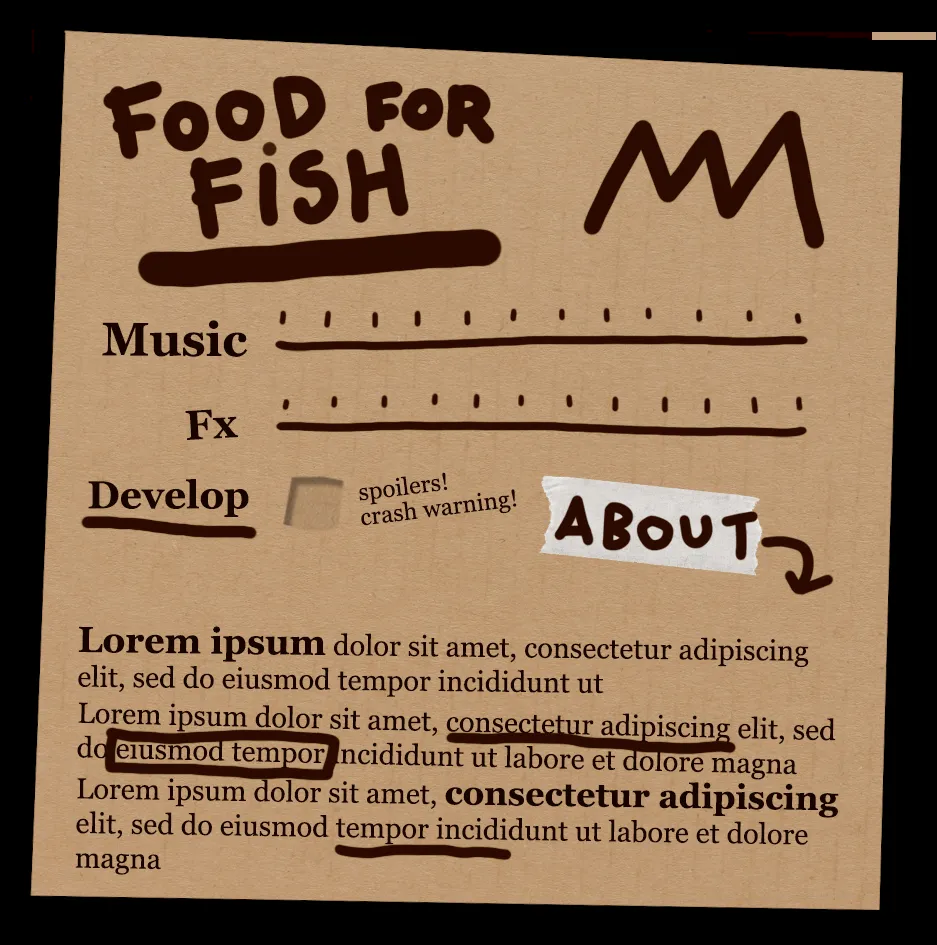 FOOD FOR
FiSH
Music
Fx
Develop
spoilers!
crash warning!
ABOUT
Lorem ipsum dolor sit amet, consectetur adipiscing
elit, sed do eiusmod tempor incididunt ut
Lorem ipsum dolor sit amet, consectetur adipiscing elit, sed
do eiusmod tempor incididunt ut labore et dolore magna
Lorem ipsum dolor sit amet, consectetur adipiscing
elit, sed do eiusmod tempor incididunt ut labore et dolore
magna